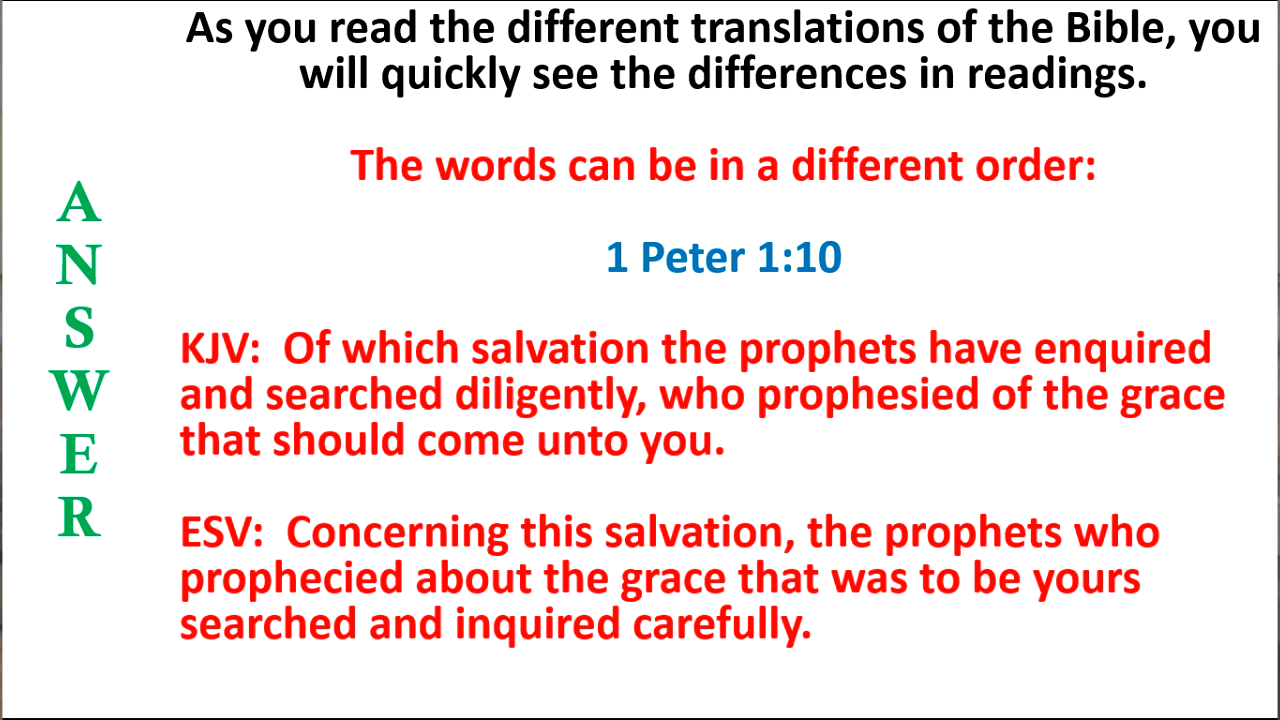 As you read the different translations of the Bible, you
will quickly see the differences in readings.
The words can be in a different order:
1 Peter 1:10
A
N
S
W
E
R
KJV:  Of which salvation the prophets have enquired
and searched diligently, who prophesied of the grace
that should come unto you.
ESV:  Concerning this salvation, the prophets who
prophecied about the grace that was to be yours
searched and inquired carefully.